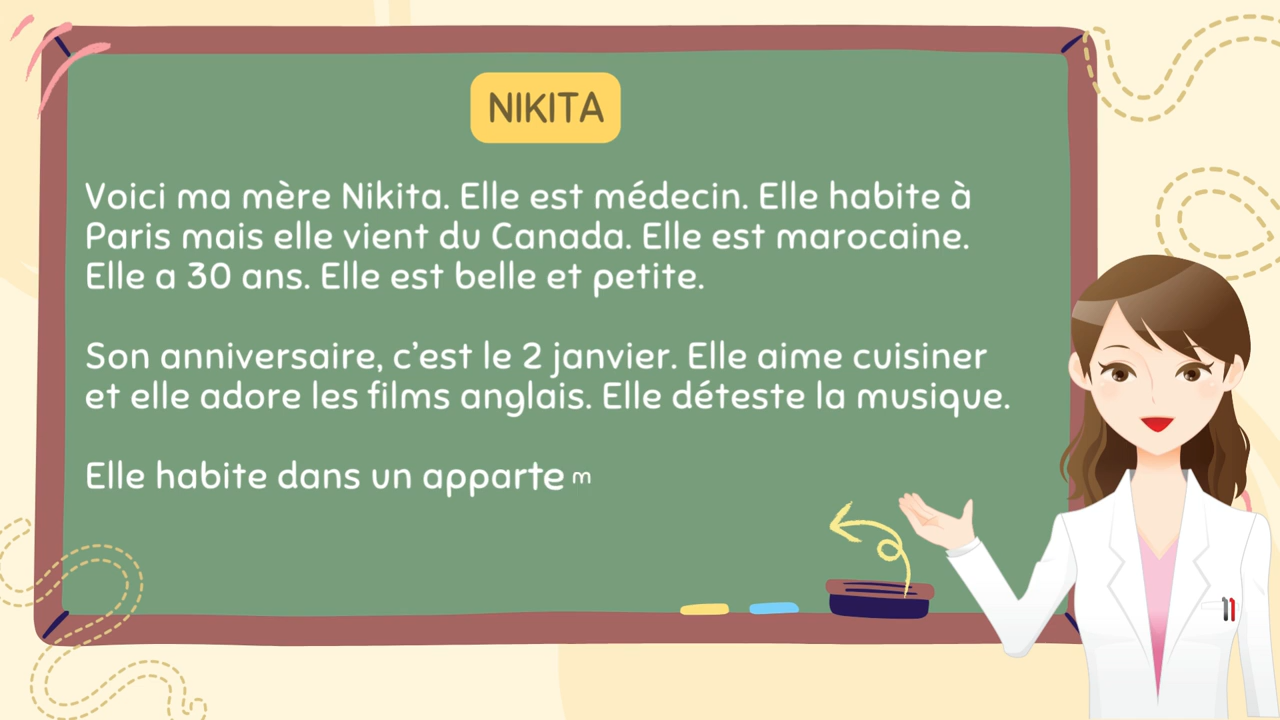 NIKITA
Voici ma mère Nikita. Elle est médecin. Elle habite à
Paris mais elle vient du Canada. Elle est marocaine.
Elle a 30 ans. Elle est belle et petite.
Son anniversaire, c’est le 2 janvier. Elle aime cuisiner
et elle adore les films anglais. Elle déteste la musique.
Elle habite dans un appartem